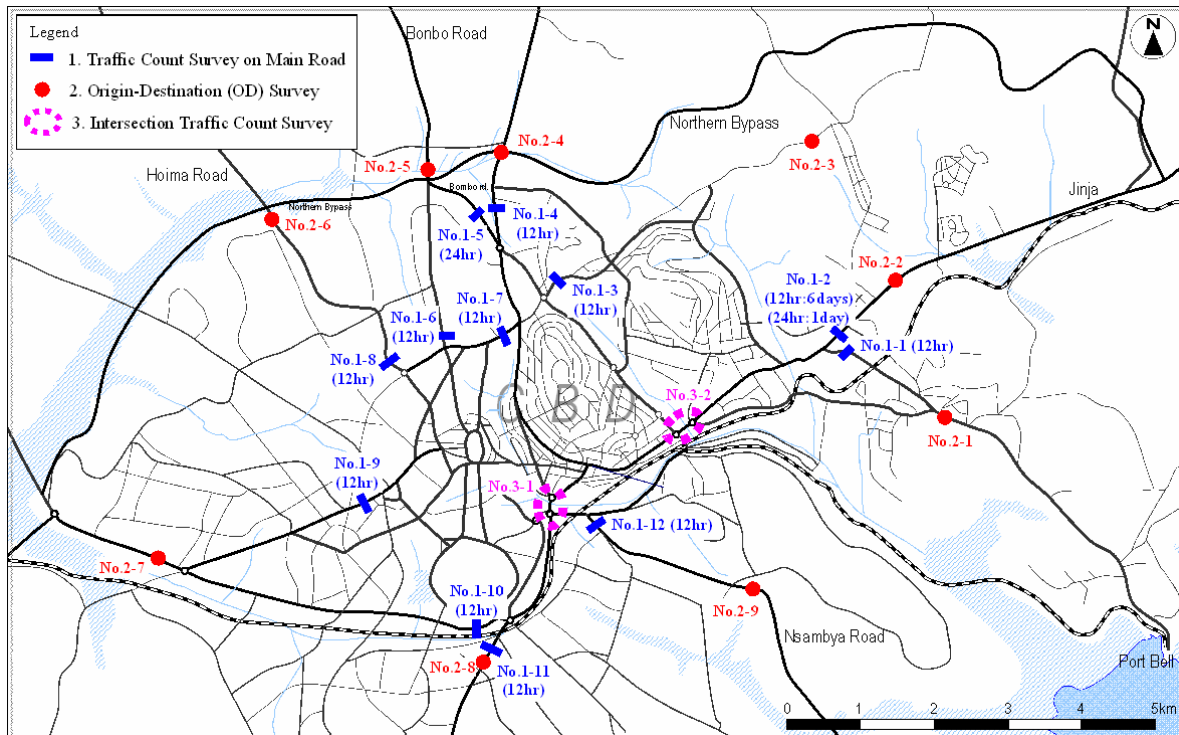 Legend
1. Traffic Count Survey on Main Road
2. Origin-Destination (OD) Survey
3. Intersection Traffic Count Survey
Bonbo Road
N
Northern Bypass
No.2-4
No.2-3
No.2-5
Hoima Road
Bombo rd.
Jinja
Northern Bypass
No.2-6
No.1-4
(12hr)
No.1-5
(24hr)
No.2-2
No.1-2
(12hr:6days)
(24hr:1day)
No.1-3
(12hr)
No.1-7
(12hr)
No.1-6
(12hr)
No.1-1 (12hr)
No.1-8
(12hr)
CBD
No.3-2
No.2-1
No.1-9
(12hr)
No.3-1
No.1-12 (12hr)
No.2-7
No.1-10
(12hr)
No.2-9
Nsambya Road
No.2-8
No.1-11
(12hr)
Port Bell
0 1 2 3 4 5km